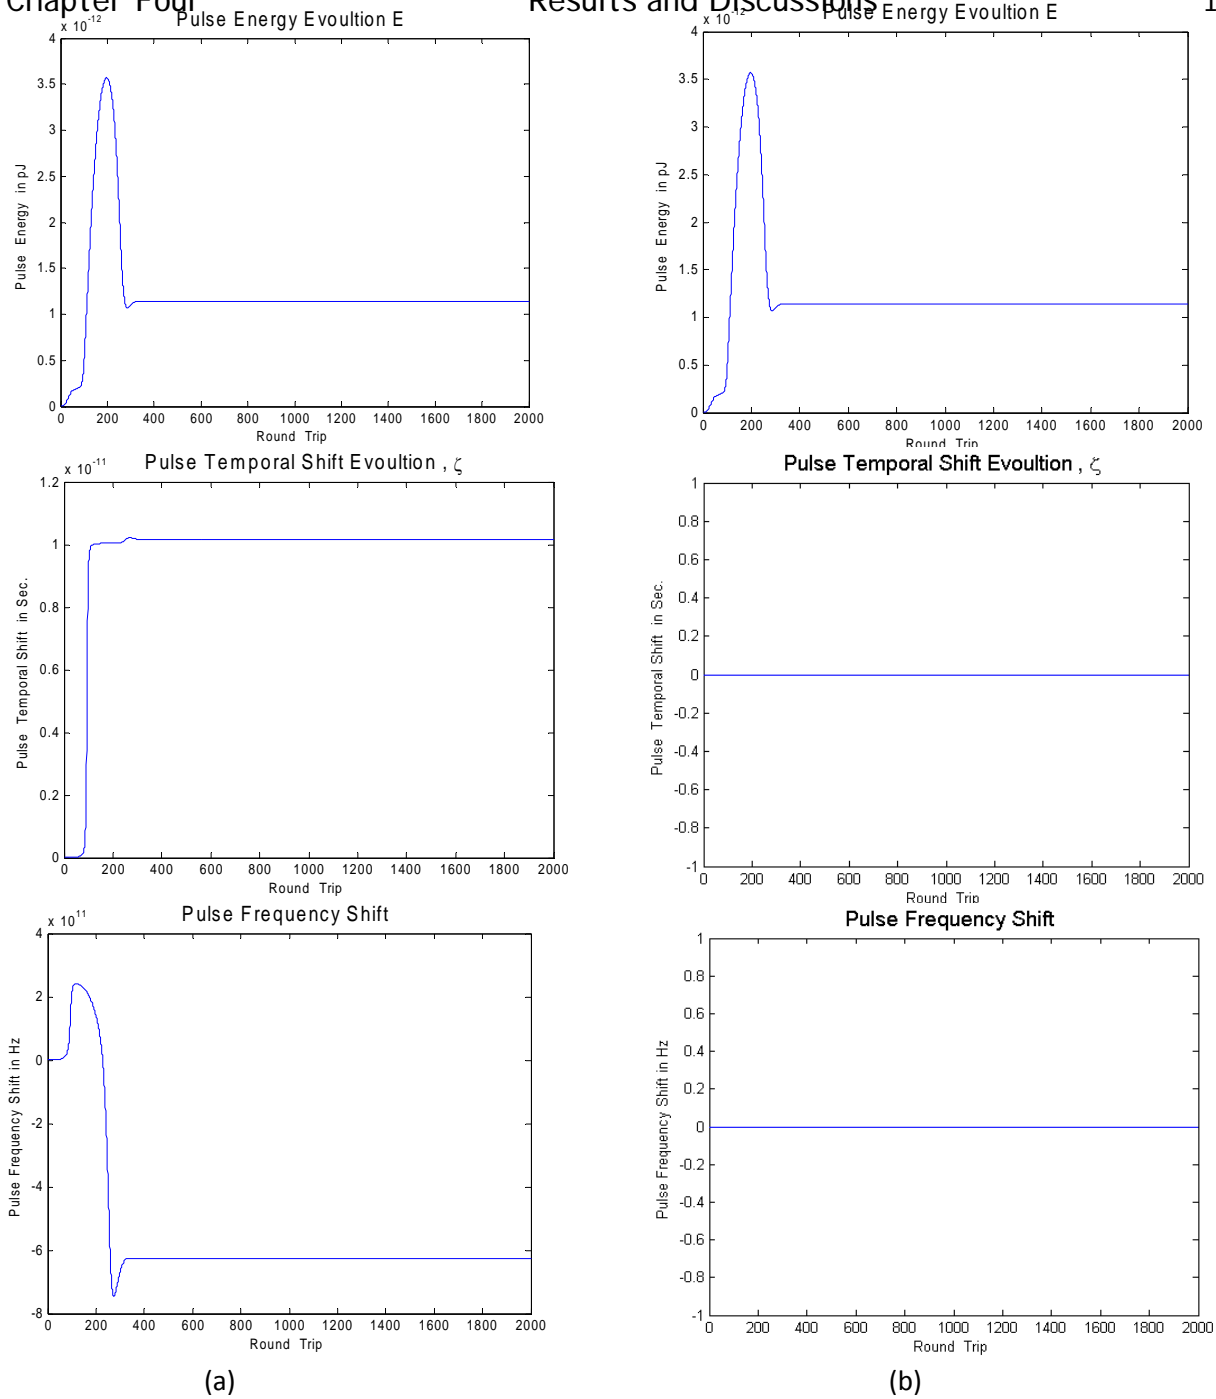 Chapter Four Results and Discussions 1
Pulse Energy Evoultion E
x 10-12
4
3.5
3
2.5
2
1.5
1
0.5
0
Pulse Energy in pJ
0 200 400 600 800 1000 1200 1400 1600 1800 2000
Round Trip
Pulse Energy Evoultion E
x 10-12
4
3.5
3
2.5
2
1.5
1
0.5
0
Pulse Energy in pJ
0 200 400 600 800 1000 1200 1400 1600 1800 2000
Round Trip
Pulse Temporal Shift Evoultion , ζ
x 10-11
1.2
1
0.8
0.6
0.4
0.2
0
Pulse Temporal Shift in Sec.
0 200 400 600 800 1000 1200 1400 1600 1800 2000
Round Trip
Pulse Temporal Shift Evoultion , ζ
1
0.8
0.6
0.4
0.2
0
-0.2
-0.4
-0.6
-0.8
-1
Pulse Temporal Shift in Sec.
0 200 400 600 800 1000 1200 1400 1600 1800 2000
Round Trip
Pulse Frequency Shift
x 1011
4
2
0
-2
-4
-6
-8
Pulse Frequency Shift in Hz
0 200 400 600 800 1000 1200 1400 1600 1800 2000
Round Trip
Pulse Frequency Shift
1
0.8
0.6
0.4
0.2
0
-0.2
-0.4
-0.6
-0.8
-1
Pulse Frequency Shift in Hz
0 200 400 600 800 1000 1200 1400 1600 1800 2000
Round Trip
(a) (b)